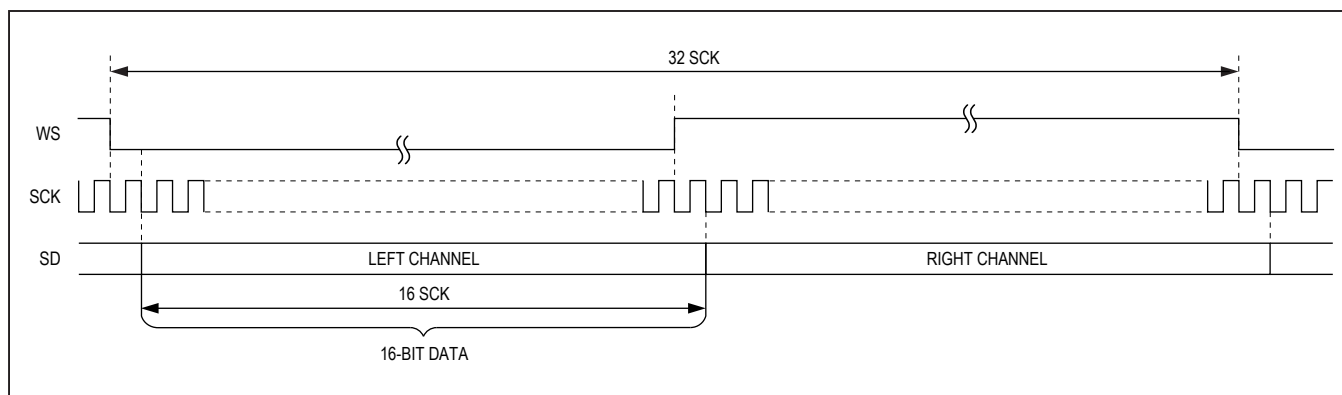 32 SCK
WS
SCK
SD
LEFT CHANNEL
RIGHT CHANNEL
16 SCK
16-BIT DATA